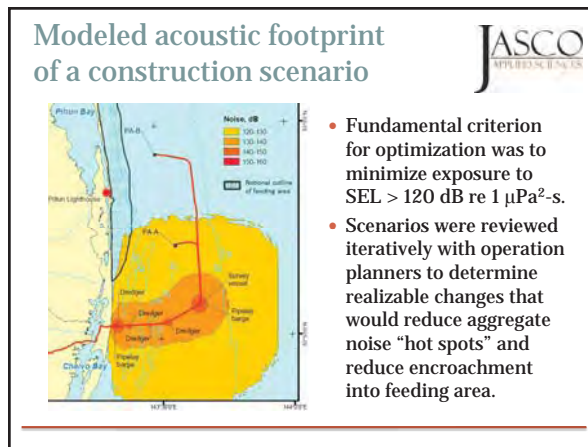 Modeled acoustic footprint
of a construction scenario
JASCO
APPLIED SCIENCES
Piltun Bay
PA-B
Noise, dB
120-130
130-140
140-150
150-160
Notional outline
of feeding area
Piltun Lighthouse
PA-A
Survey
vessel
Dredger
Dredger
Dredger
Dredger
Pipelay
barge
Pipelay
barge
Chaivo Bay
144°0'0"E
• Fundamental criterion
for optimization was to
minimize exposure to
SEL > 120 dB re 1 µPa²-s.
• Scenarios were reviewed
iteratively with operation
planners to determine
realizable changes that
would reduce aggregate
noise “hot spots” and
reduce encroachment
into feeding area.